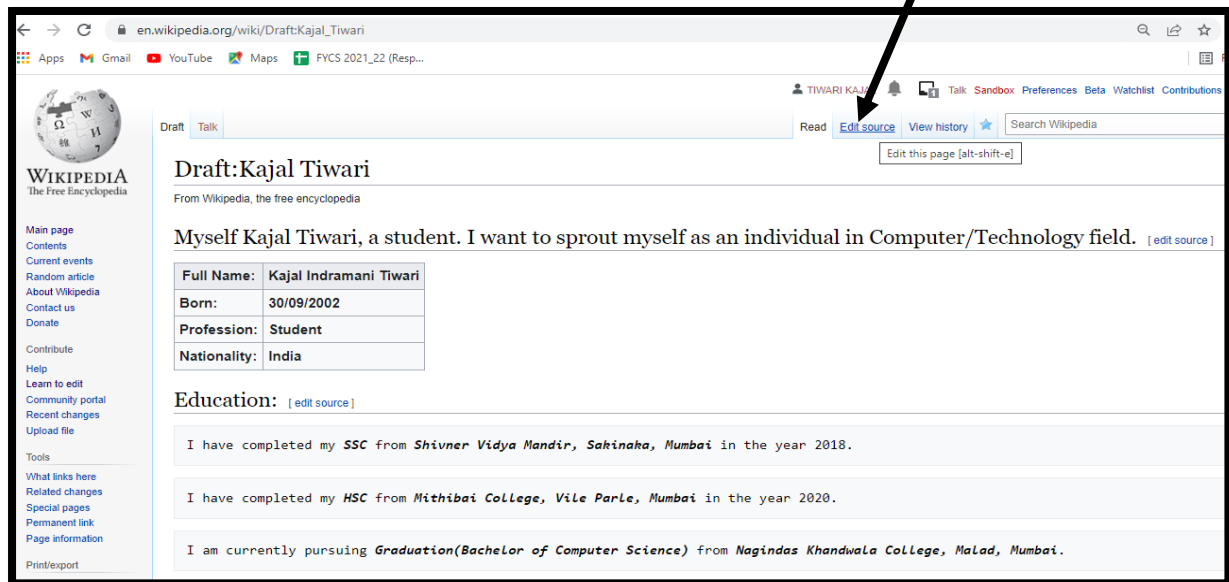 en.wikipedia.org/wiki/Draft:Kajal_Tiwari
Apps Gmail YouTube Maps FYCS 2021_22 (Resp...
TIWARI KAJA 1 Talk Sandbox Preferences Beta Watchlist Contributions
Draft Talk Read Edit source View history Search Wikipedia
Edit this page [alt-shift-e]
WIKIPEDIA
The Free Encyclopedia
Draft:Kajal Tiwari
From Wikipedia, the free encyclopedia
Main page
Contents
Current events
Random article
About Wikipedia
Contact us
Donate
Contribute
Help
Learn to edit
Community portal
Recent changes
Upload file
Tools
What links here
Related changes
Special pages
Permanent link
Page information
Print/export
Myself Kajal Tiwari, a student. I want to sprout myself as an individual in Computer/Technology field. [ edit source ]
Full Name: Kajal Indramani Tiwari
Born: 30/09/2002
Profession: Student
Nationality: India
Education: [ edit source ]
I have completed my SSC from Shivner Vidya Mandir, Sakinaka, Mumbai in the year 2018.
I have completed my HSC from Mithibai College, Vile Parle, Mumbai in the year 2020.
I am currently pursuing Graduation(Bachelor of Computer Science) from Nagindas Khandwala College, Malad, Mumbai.